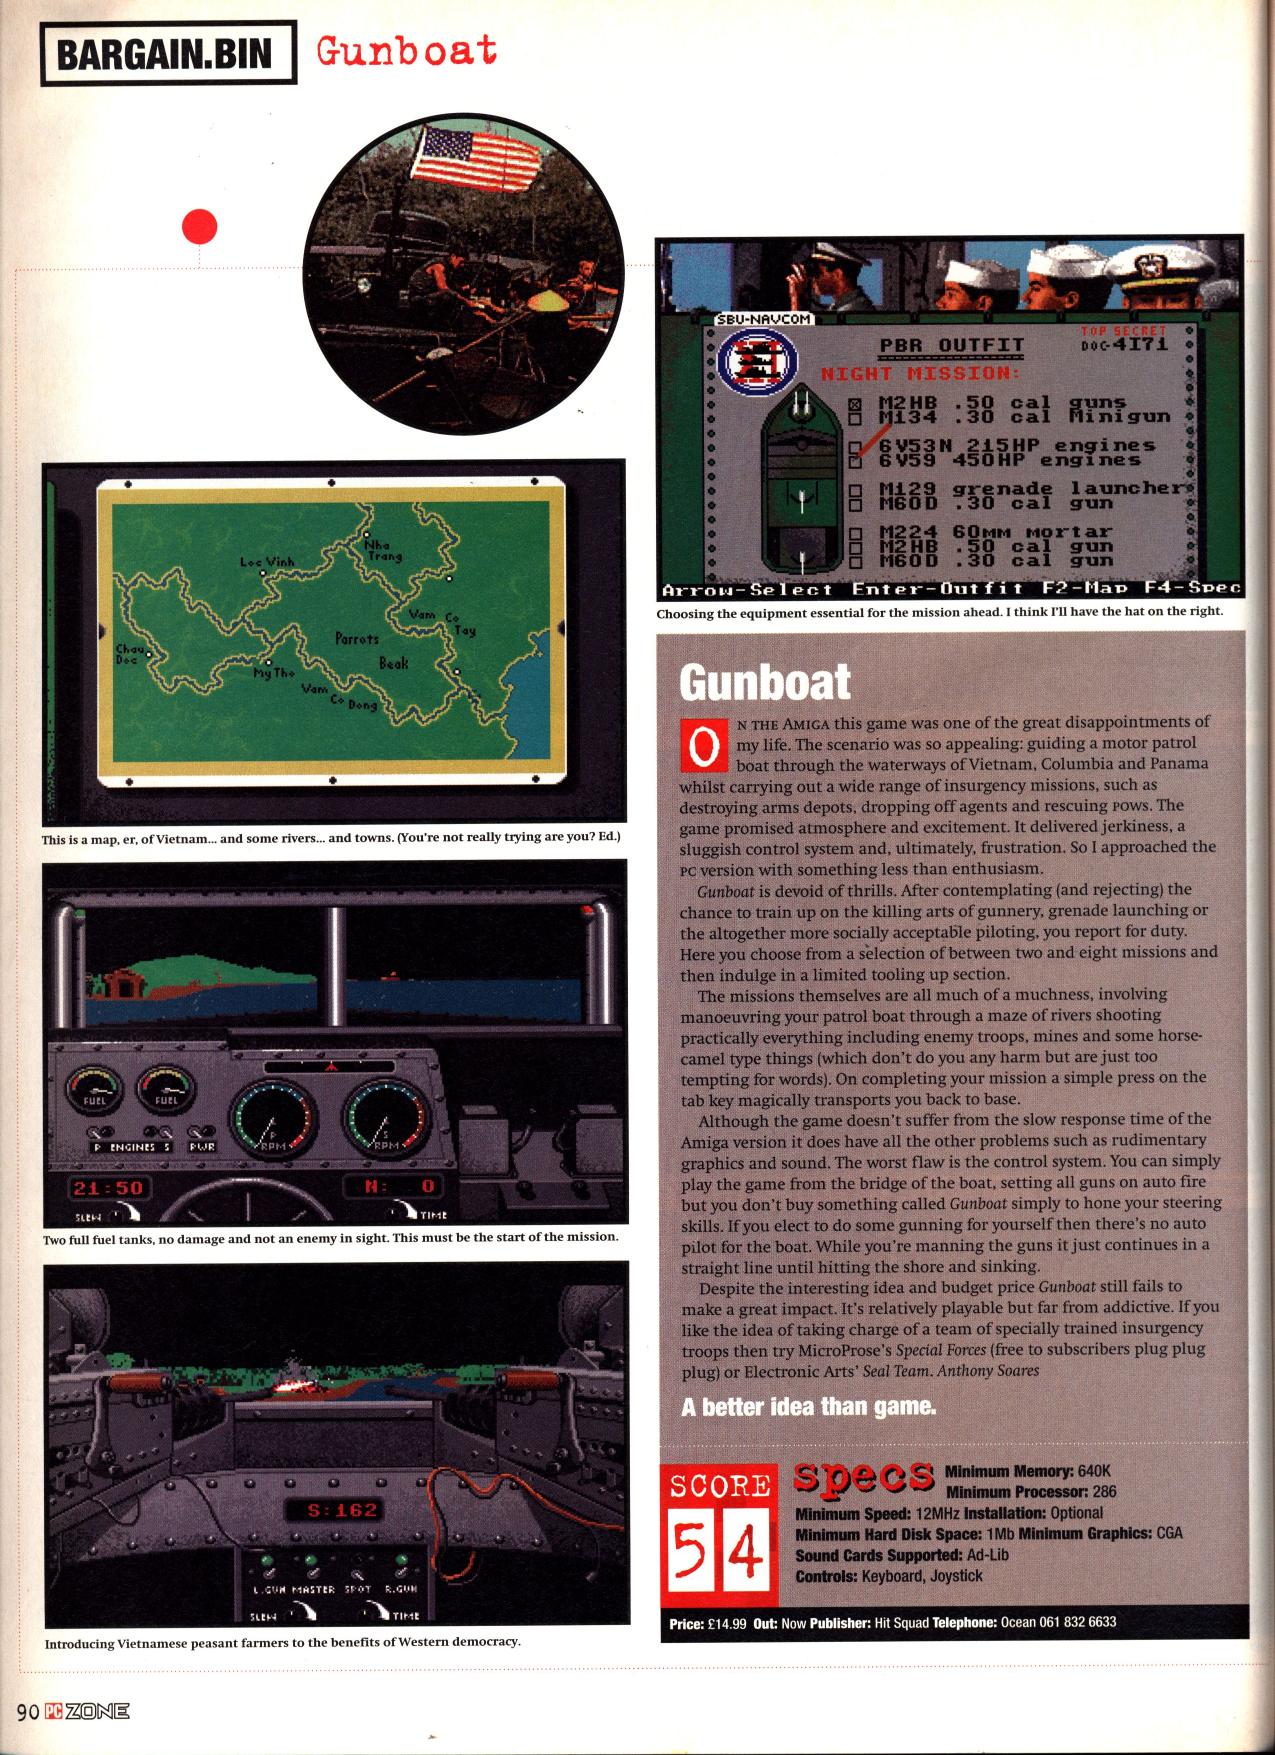 BARGAIN.BIN
Gunboat
SBU-NAVCOM
TOP SECRET
DOC-4171
PBR OUTFIT
NIGHT MISSION:
M2HB .50 cal guns
M134 .30 cal Minigun
6V53N 215HP engines
6V59 450HP engines
M129 grenade launcher
M60D .30 cal gun
M224 60MM mortar
M2HB .50 cal gun
M60D .30 cal gun
Arrow-Select Enter-Outfit F2-Map F4-Spec
Choosing the equipment essential for the mission ahead. I think I'll have the hat on the right.
Nha
Trang
Loc Vinh
Vam Co
Tay
Parrots
Beak
Chau
Doc
My Tho
Vam
Co
Dong
This is a map, er, of Vietnam... and some rivers... and towns. (You're not really trying are you? Ed.)
FUEL
FUEL
P ENGINES S
PWR
P
RPM
S
RPM
21:50
N: 0
SLEW
TIME
Two full fuel tanks, no damage and not an enemy in sight. This must be the start of the mission.
S:162
L.GUN MASTER SPOT R.GUN
SLEW
TIME
Introducing Vietnamese peasant farmers to the benefits of Western democracy.
Gunboat
ON THE AMIGA this game was one of the great disappointments of
my life. The scenario was so appealing: guiding a motor patrol
boat through the waterways of Vietnam, Columbia and Panama
whilst carrying out a wide range of insurgency missions, such as
destroying arms depots, dropping off agents and rescuing POWs. The
game promised atmosphere and excitement. It delivered jerkiness, a
sluggish control system and, ultimately, frustration. So I approached the
PC version with something less than enthusiasm.
Gunboat is devoid of thrills. After contemplating (and rejecting) the
chance to train up on the killing arts of gunnery, grenade launching or
the altogether more socially acceptable piloting, you report for duty.
Here you choose from a selection of between two and eight missions and
then indulge in a limited tooling up section.
The missions themselves are all much of a muchness, involving
manoeuvring your patrol boat through a maze of rivers shooting
practically everything including enemy troops, mines and some horse-
camel type things (which don't do you any harm but are just too
tempting for words). On completing your mission a simple press on the
tab key magically transports you back to base.
Although the game doesn't suffer from the slow response time of the
Amiga version it does have all the other problems such as rudimentary
graphics and sound. The worst flaw is the control system. You can simply
play the game from the bridge of the boat, setting all guns on auto fire
but you don't buy something called Gunboat simply to hone your steering
skills. If you elect to do some gunning for yourself then there's no auto
pilot for the boat. While you're manning the guns it just continues in a
straight line until hitting the shore and sinking.
Despite the interesting idea and budget price Gunboat still fails to
make a great impact. It's relatively playable but far from addictive. If you
like the idea of taking charge of a team of specially trained insurgency
troops then try MicroProse's Special Forces (free to subscribers plug plug
plug) or Electronic Arts' Seal Team. Anthony Soares
A better idea than game.
SCORE
54
specs
Minimum Memory: 640K
Minimum Processor: 286
Minimum Speed: 12MHz Installation: Optional
Minimum Hard Disk Space: 1Mb Minimum Graphics: CGA
Sound Cards Supported: Ad-Lib
Controls: Keyboard, Joystick
Price: £14.99 Out: Now Publisher: Hit Squad Telephone: Ocean 061 832 6633
90 PC ZONE